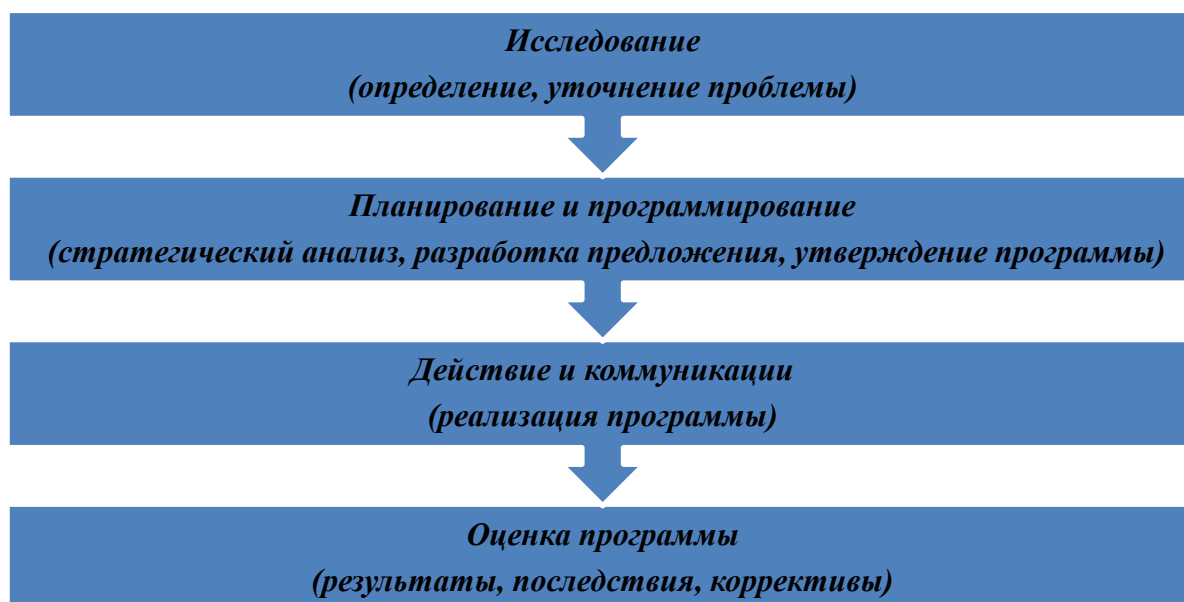 Исследование
(определение, уточнение проблемы)
Планирование и программирование
(стратегический анализ, разработка предложения, утверждение программы)
Действие и коммуникации
(реализация программы)
Оценка программы
(результаты, последствия, коррективы)